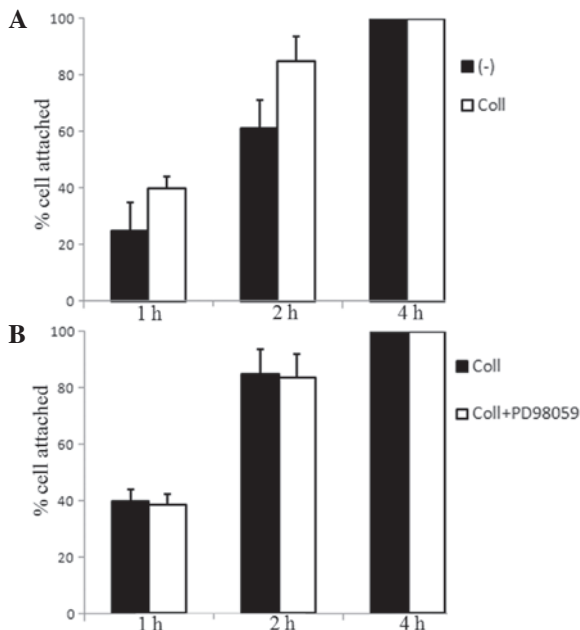 A
100
80
60
40
20
0
% cell attached
(-)
Coll
1 h 2 h 4 h
B
100
80
60
40
20
0
% cell attached
Coll
Coll+PD98059
1 h 2 h 4 h